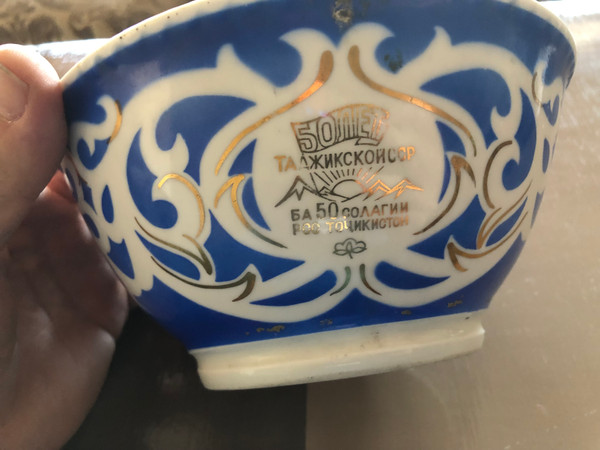 50 ЛЕТ
ТАДЖИКСКОЙ ССР
БА 50 СОЛАГИИ
РСС ТОҶИКИСТОН